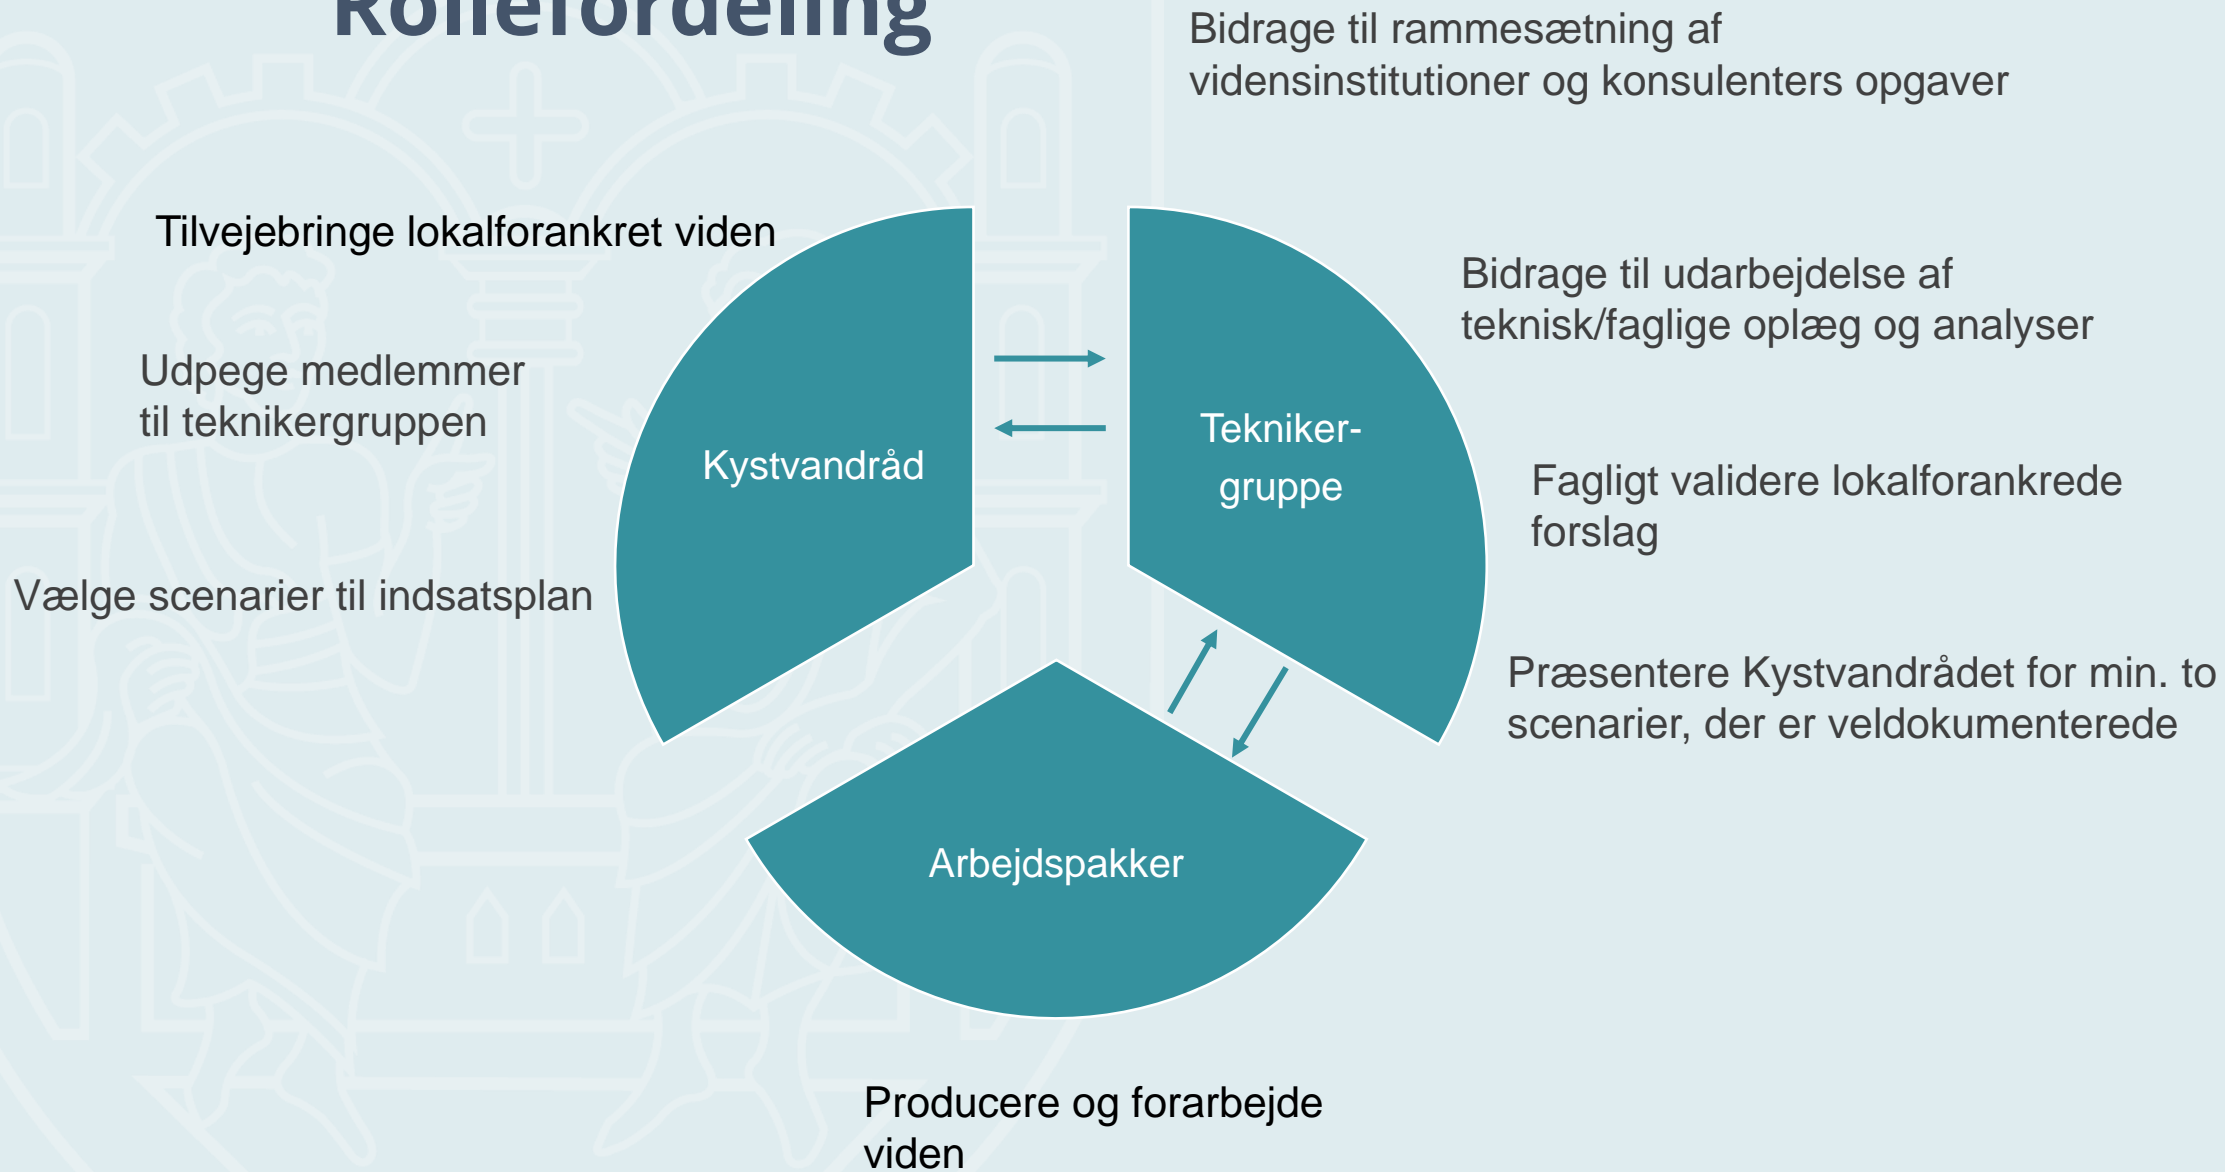 Rollefordeling
Bidrage til rammesætning af
vidensinstitutioner og konsulenters opgaver
Tilvejebringe lokalforankret viden
Udpege medlemmer
til teknikergruppen
Vælge scenarier til indsatsplan
Kystvandråd
Tekniker-
gruppe
Bidrage til udarbejdelse af
teknisk/faglige oplæg og analyser
Fagligt validere lokalforankrede
forslag
Præsentere Kystvandrådet for min. to
scenarier, der er veldokumenterede
Arbejdspakker
Producere og forarbejde
viden